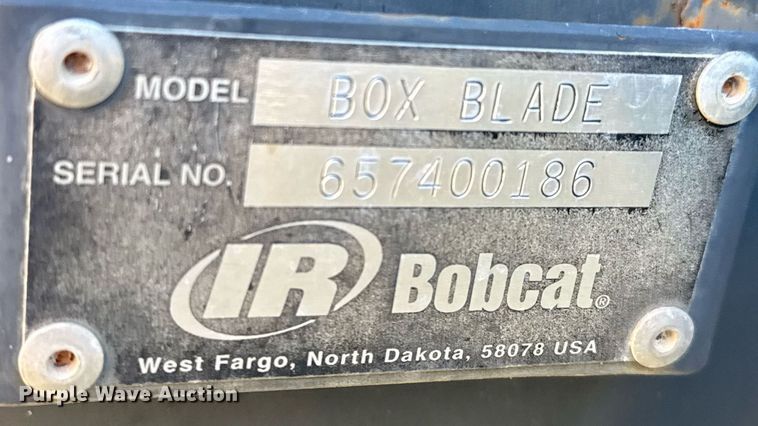 MODEL BOX BLADE
SERIAL NO. 657400186
IR Bobcat®
West Fargo, North Dakota, 58078 USA
Purple Wave Auction